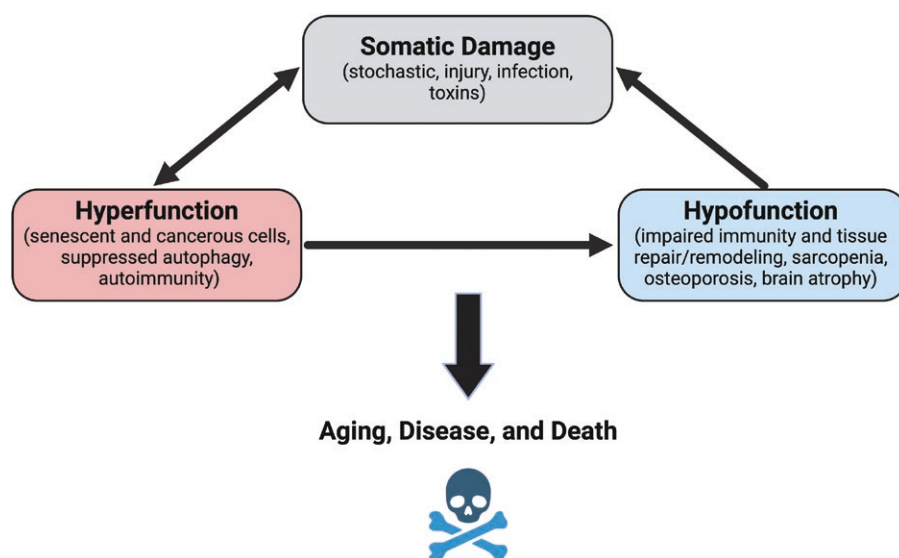 Somatic Damage
(stochastic, injury, infection,
toxins)
Hyperfunction
(senescent and cancerous cells,
suppressed autophagy,
autoimmunity)
Hypofunction
(impaired immunity and tissue
repair/remodeling, sarcopenia,
osteoporosis, brain atrophy)
Aging, Disease, and Death